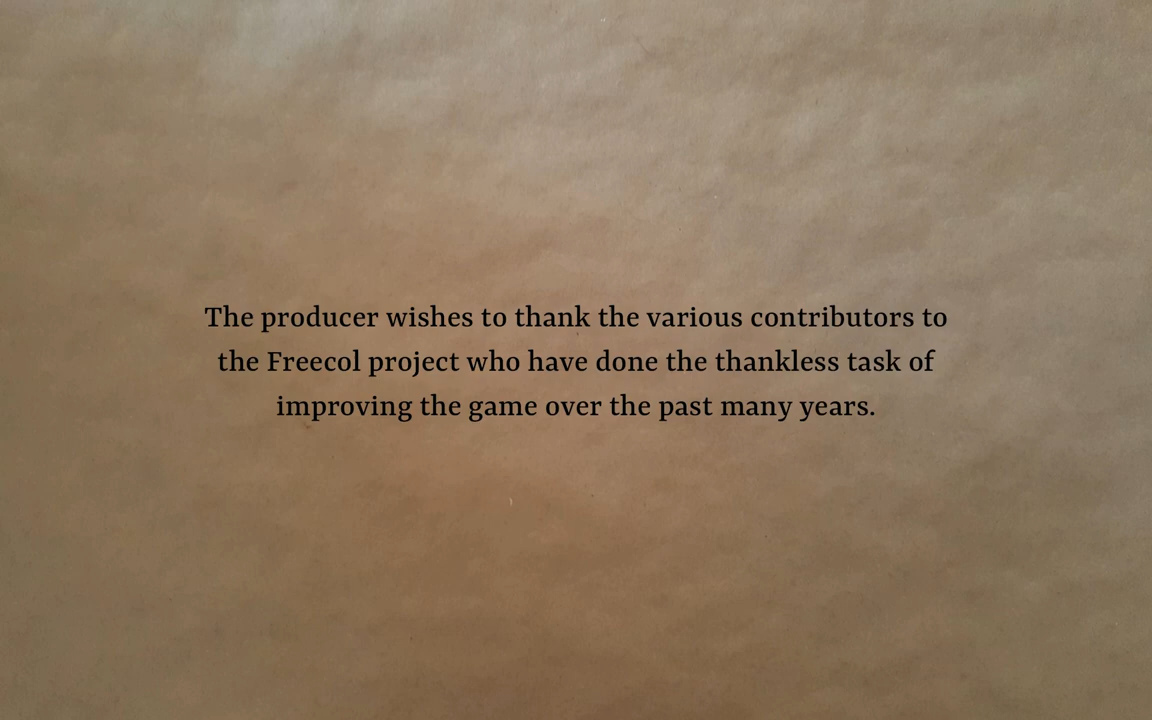 The producer wishes to thank the various contributors to
the Freecol project who have done the thankless task of
improving the game over the past many years.